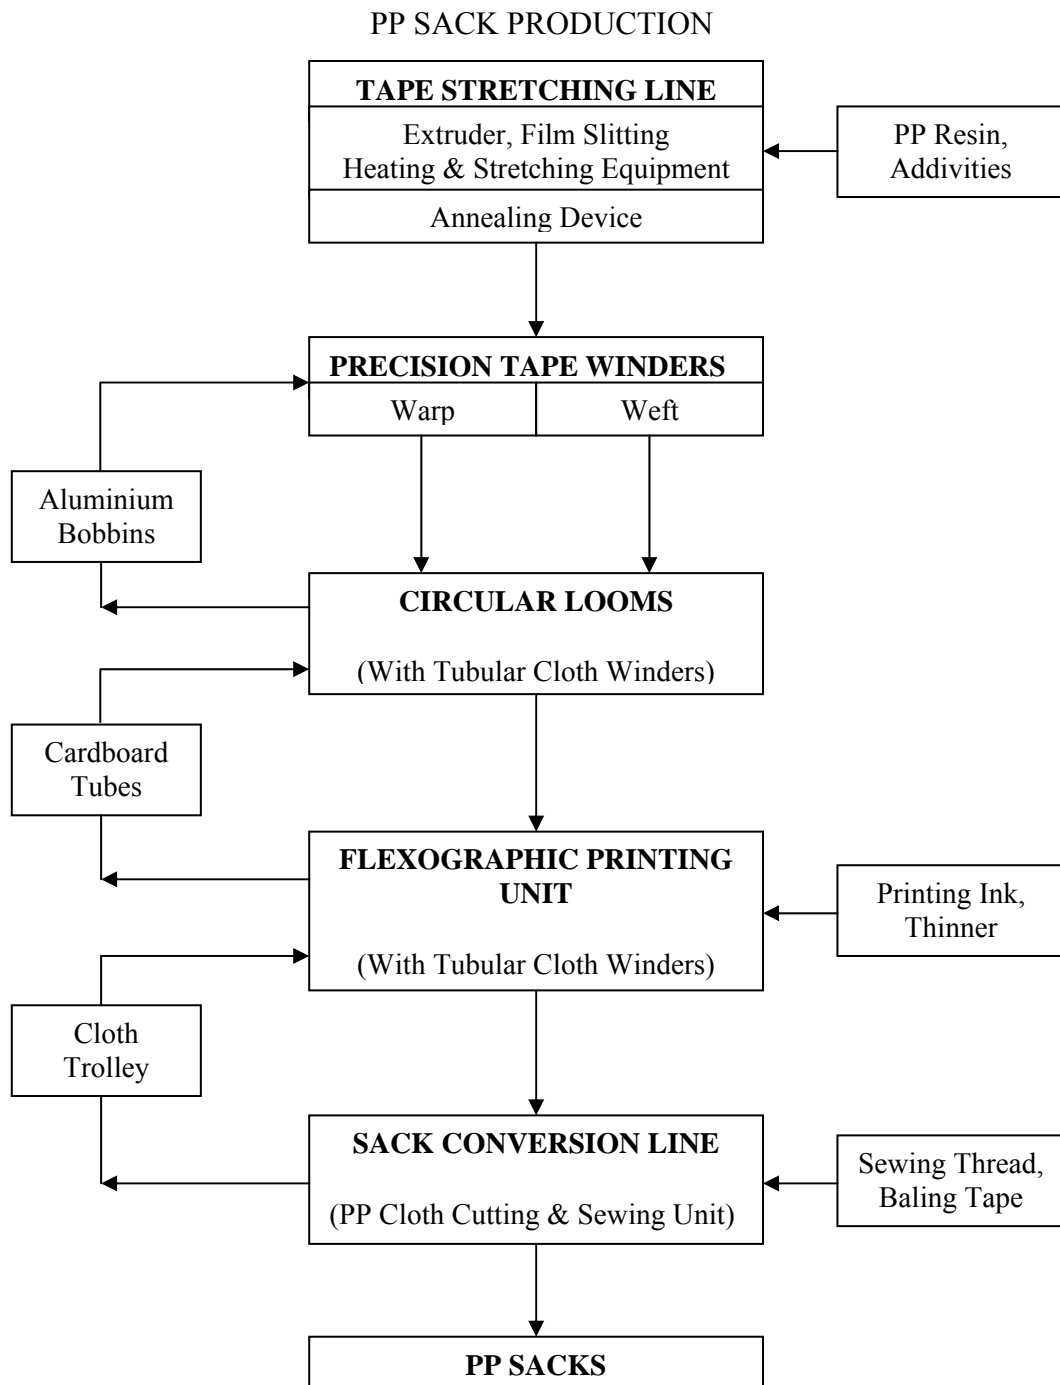 PP SACK PRODUCTION
TAPE STRETCHING LINE
Extruder, Film Slitting
Heating & Stretching Equipment
Annealing Device
PP Resin,
Addivities
PRECISION TAPE WINDERS
Warp
Weft
Aluminium
Bobbins
CIRCULAR LOOMS
(With Tubular Cloth Winders)
Cardboard
Tubes
FLEXOGRAPHIC PRINTING
UNIT
(With Tubular Cloth Winders)
Printing Ink,
Thinner
Cloth
Trolley
SACK CONVERSION LINE
(PP Cloth Cutting & Sewing Unit)
Sewing Thread,
Baling Tape
PP SACKS